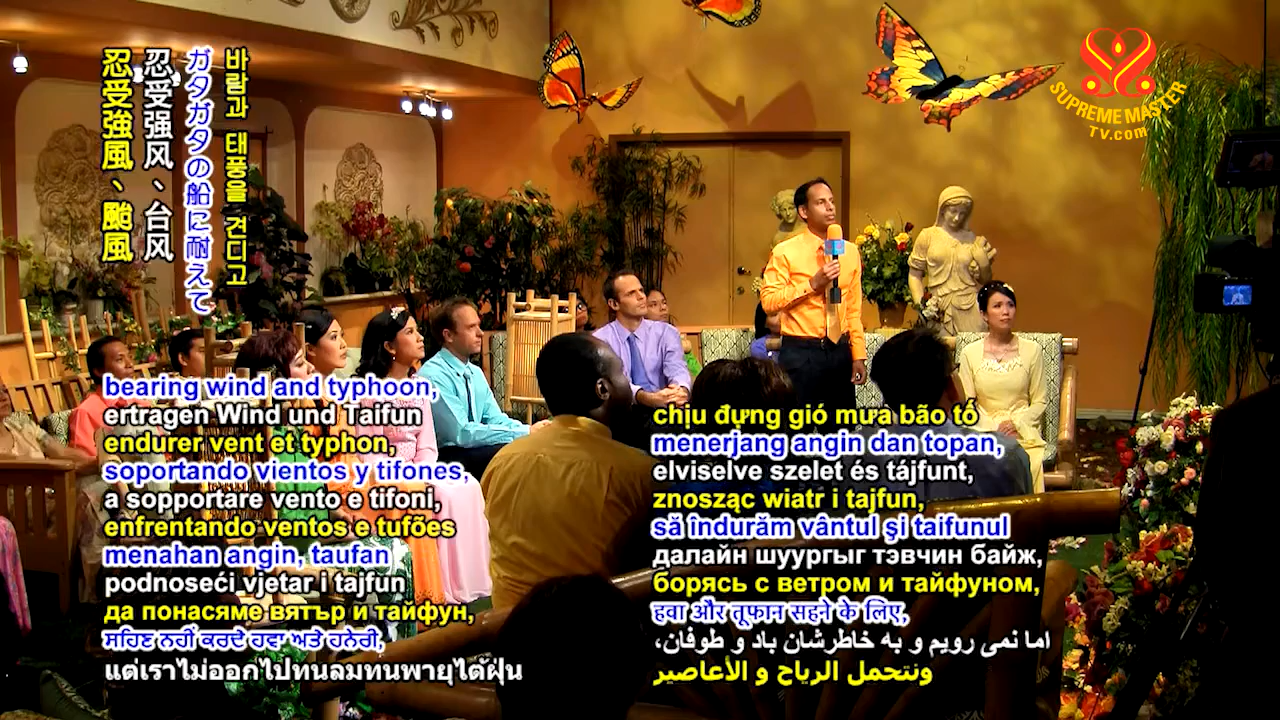 忍受強風、颱風
忍受强风、台风
ガタガタの船に耐えて
바람과 태풍을 견디고
SUPREME MASTER
TV.com
bearing wind and typhoon,
ertragen Wind und Taifun
endurer vent et typhon,
soportando vientos y tifones,
a sopportare vento e tifoni,
enfrentando ventos e tufões
menahan angin, taufan
podnoseći vjetar i tajfun
да понасяме вятър и тайфун,
ਸਹਿਣ ਨਹੀਂ ਕਰਦੇ ਹਵਾ ਅਤੇ ਹਨੇਰੀ,
แต่เราไม่ออกไปทนลมทนพายุไต้ฝุ่น
chịu đựng gió mưa bão tố
menerjang angin dan topan,
elviselve szelet és tájfunt,
znosząc wiatr i tajfun,
să îndurăm vântul şi taifunul
далайн шуургыг тэвчин байж,
борясь с ветром и тайфуном,
हवा और तूफान सहने के लिए,
اما نمی رویم و به خاطرشان باد و طوفان،
ونتحمل الرياح و الأعاصير